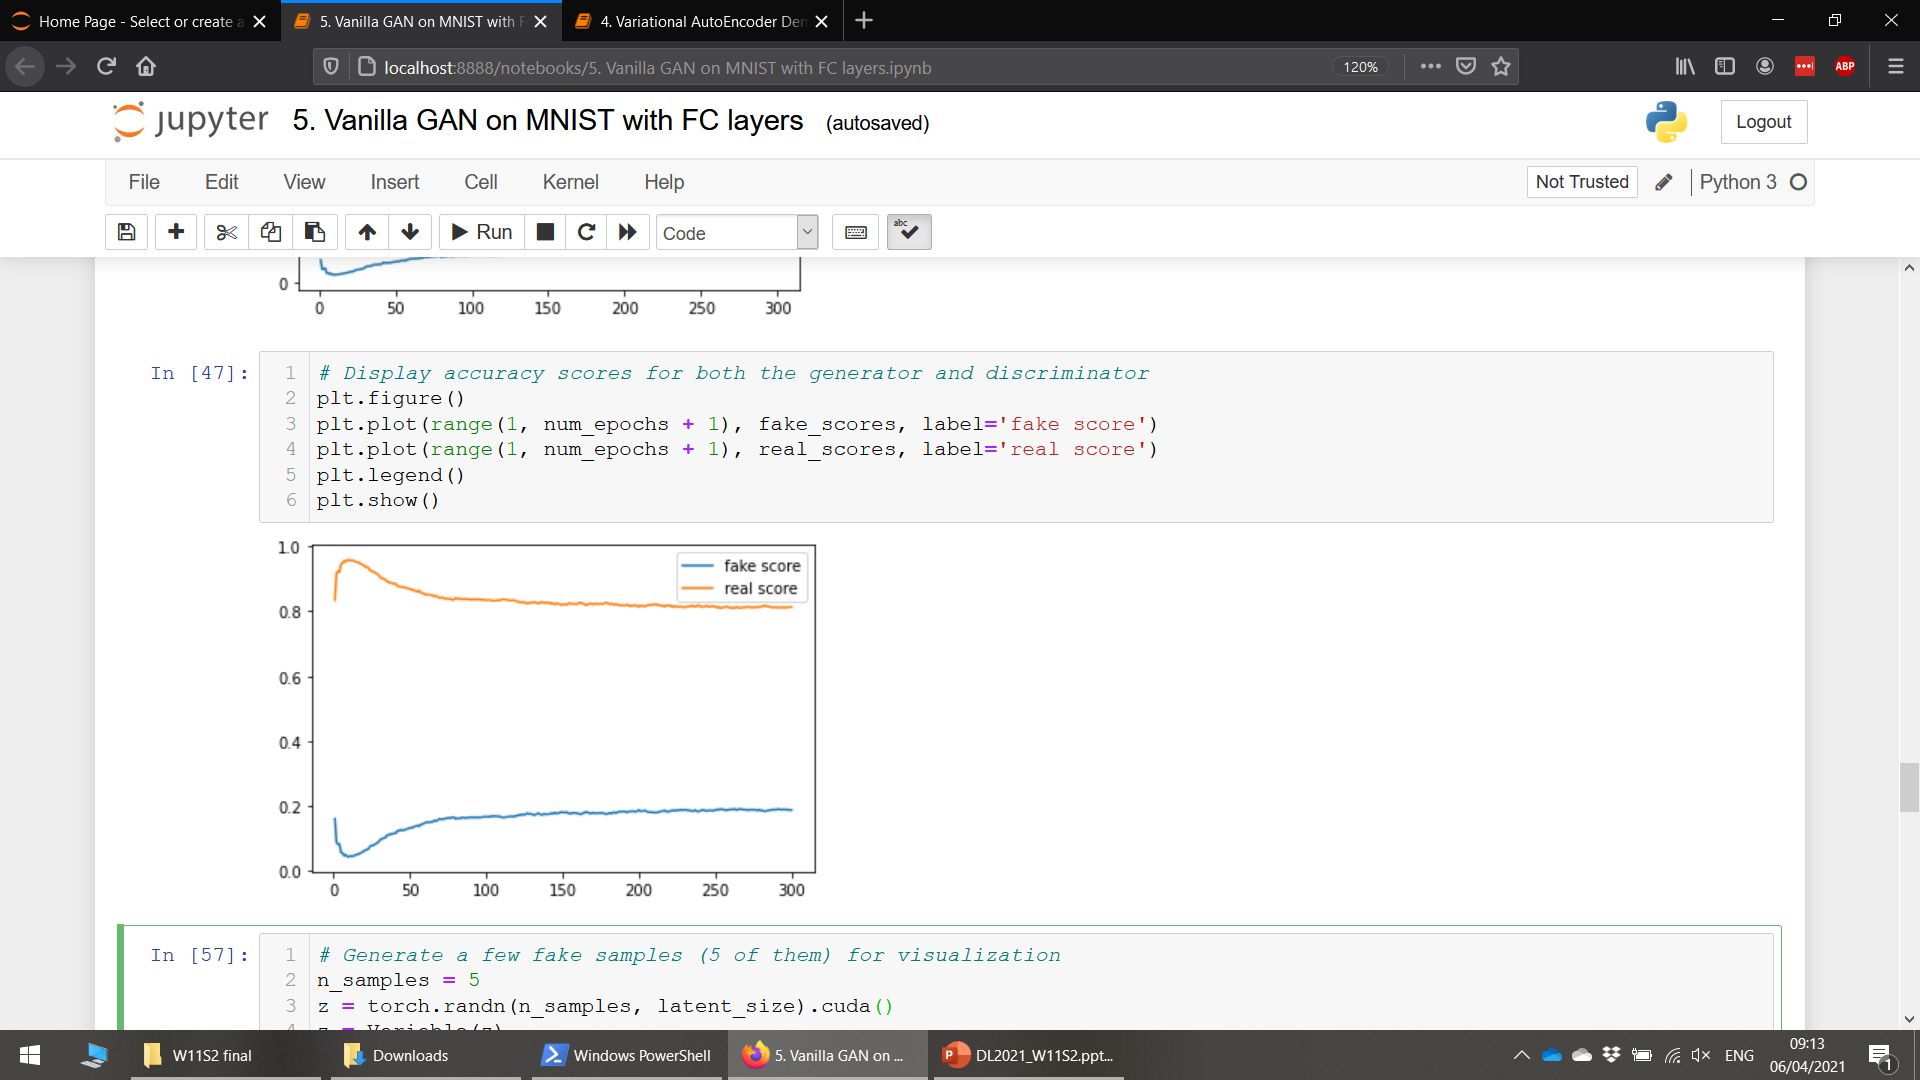 Home Page - Select or create a
5. Vanilla GAN on MNIST with F
4. Variational AutoEncoder Den
localhost:8888/notebooks/5. Vanilla GAN on MNIST with FC layers.ipynb
120%
ABP
jupyter
5. Vanilla GAN on MNIST with FC layers (autosaved)
Logout
File Edit View Insert Cell Kernel Help
Not Trusted
Python 3
Run
Code
abc
0
0 50 100 150 200 250 300
In [47]:
1 # Display accuracy scores for both the generator and discriminator
2 plt.figure()
3 plt.plot(range(1, num_epochs + 1), fake_scores, label='fake score')
4 plt.plot(range(1, num_epochs + 1), real_scores, label='real score')
5 plt.legend()
6 plt.show()
1.0
0.8
0.6
0.4
0.2
0.0
fake score
real score
0 50 100 150 200 250 300
In [57]:
1 # Generate a few fake samples (5 of them) for visualization
2 n_samples = 5
3 z = torch.randn(n_samples, latent_size).cuda()
4 z = Variable(z)
W11S2 final
Downloads
Windows PowerShell
5. Vanilla GAN on ...
DL2021_W11S2.ppt...
ENG
09:13
06/04/2021
1